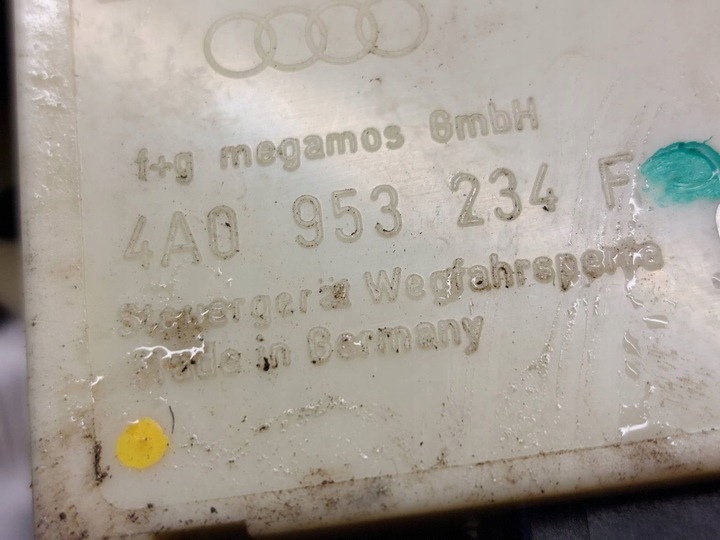 f+g megamos GmbH
4A0 953 234 F
Steuergerät Wegfahrsperre
Made in Germany